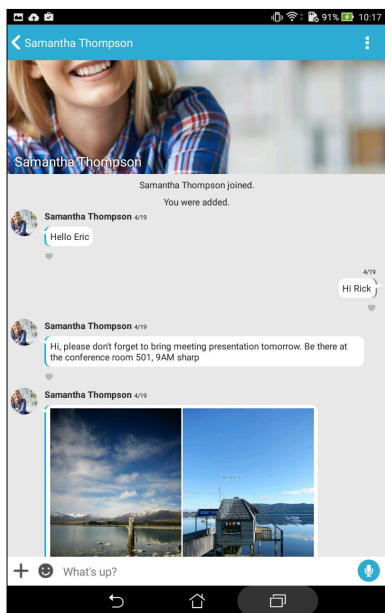 91% 10:17
Samantha Thompson
Samantha Thompson
Samantha Thompson joined.
You were added.
Samantha Thompson 4/19
Hello Eric
4/19
Hi Rick
Samantha Thompson 4/19
Hi, please don't forget to bring meeting presentation tomorrow. Be there at
the conference room 501, 9AM sharp
Samantha Thompson 4/19
What's up?